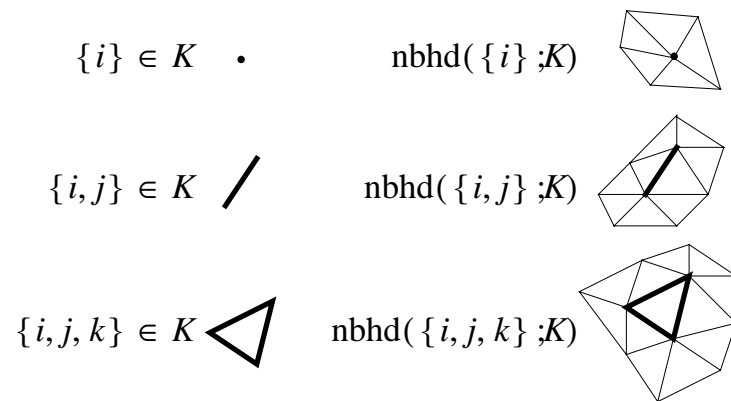 {i} ∈ K nbhd({i} ;K)
{i, j} ∈ K nbhd({i, j} ;K)
{i, j, k} ∈ K nbhd({i, j, k} ;K)